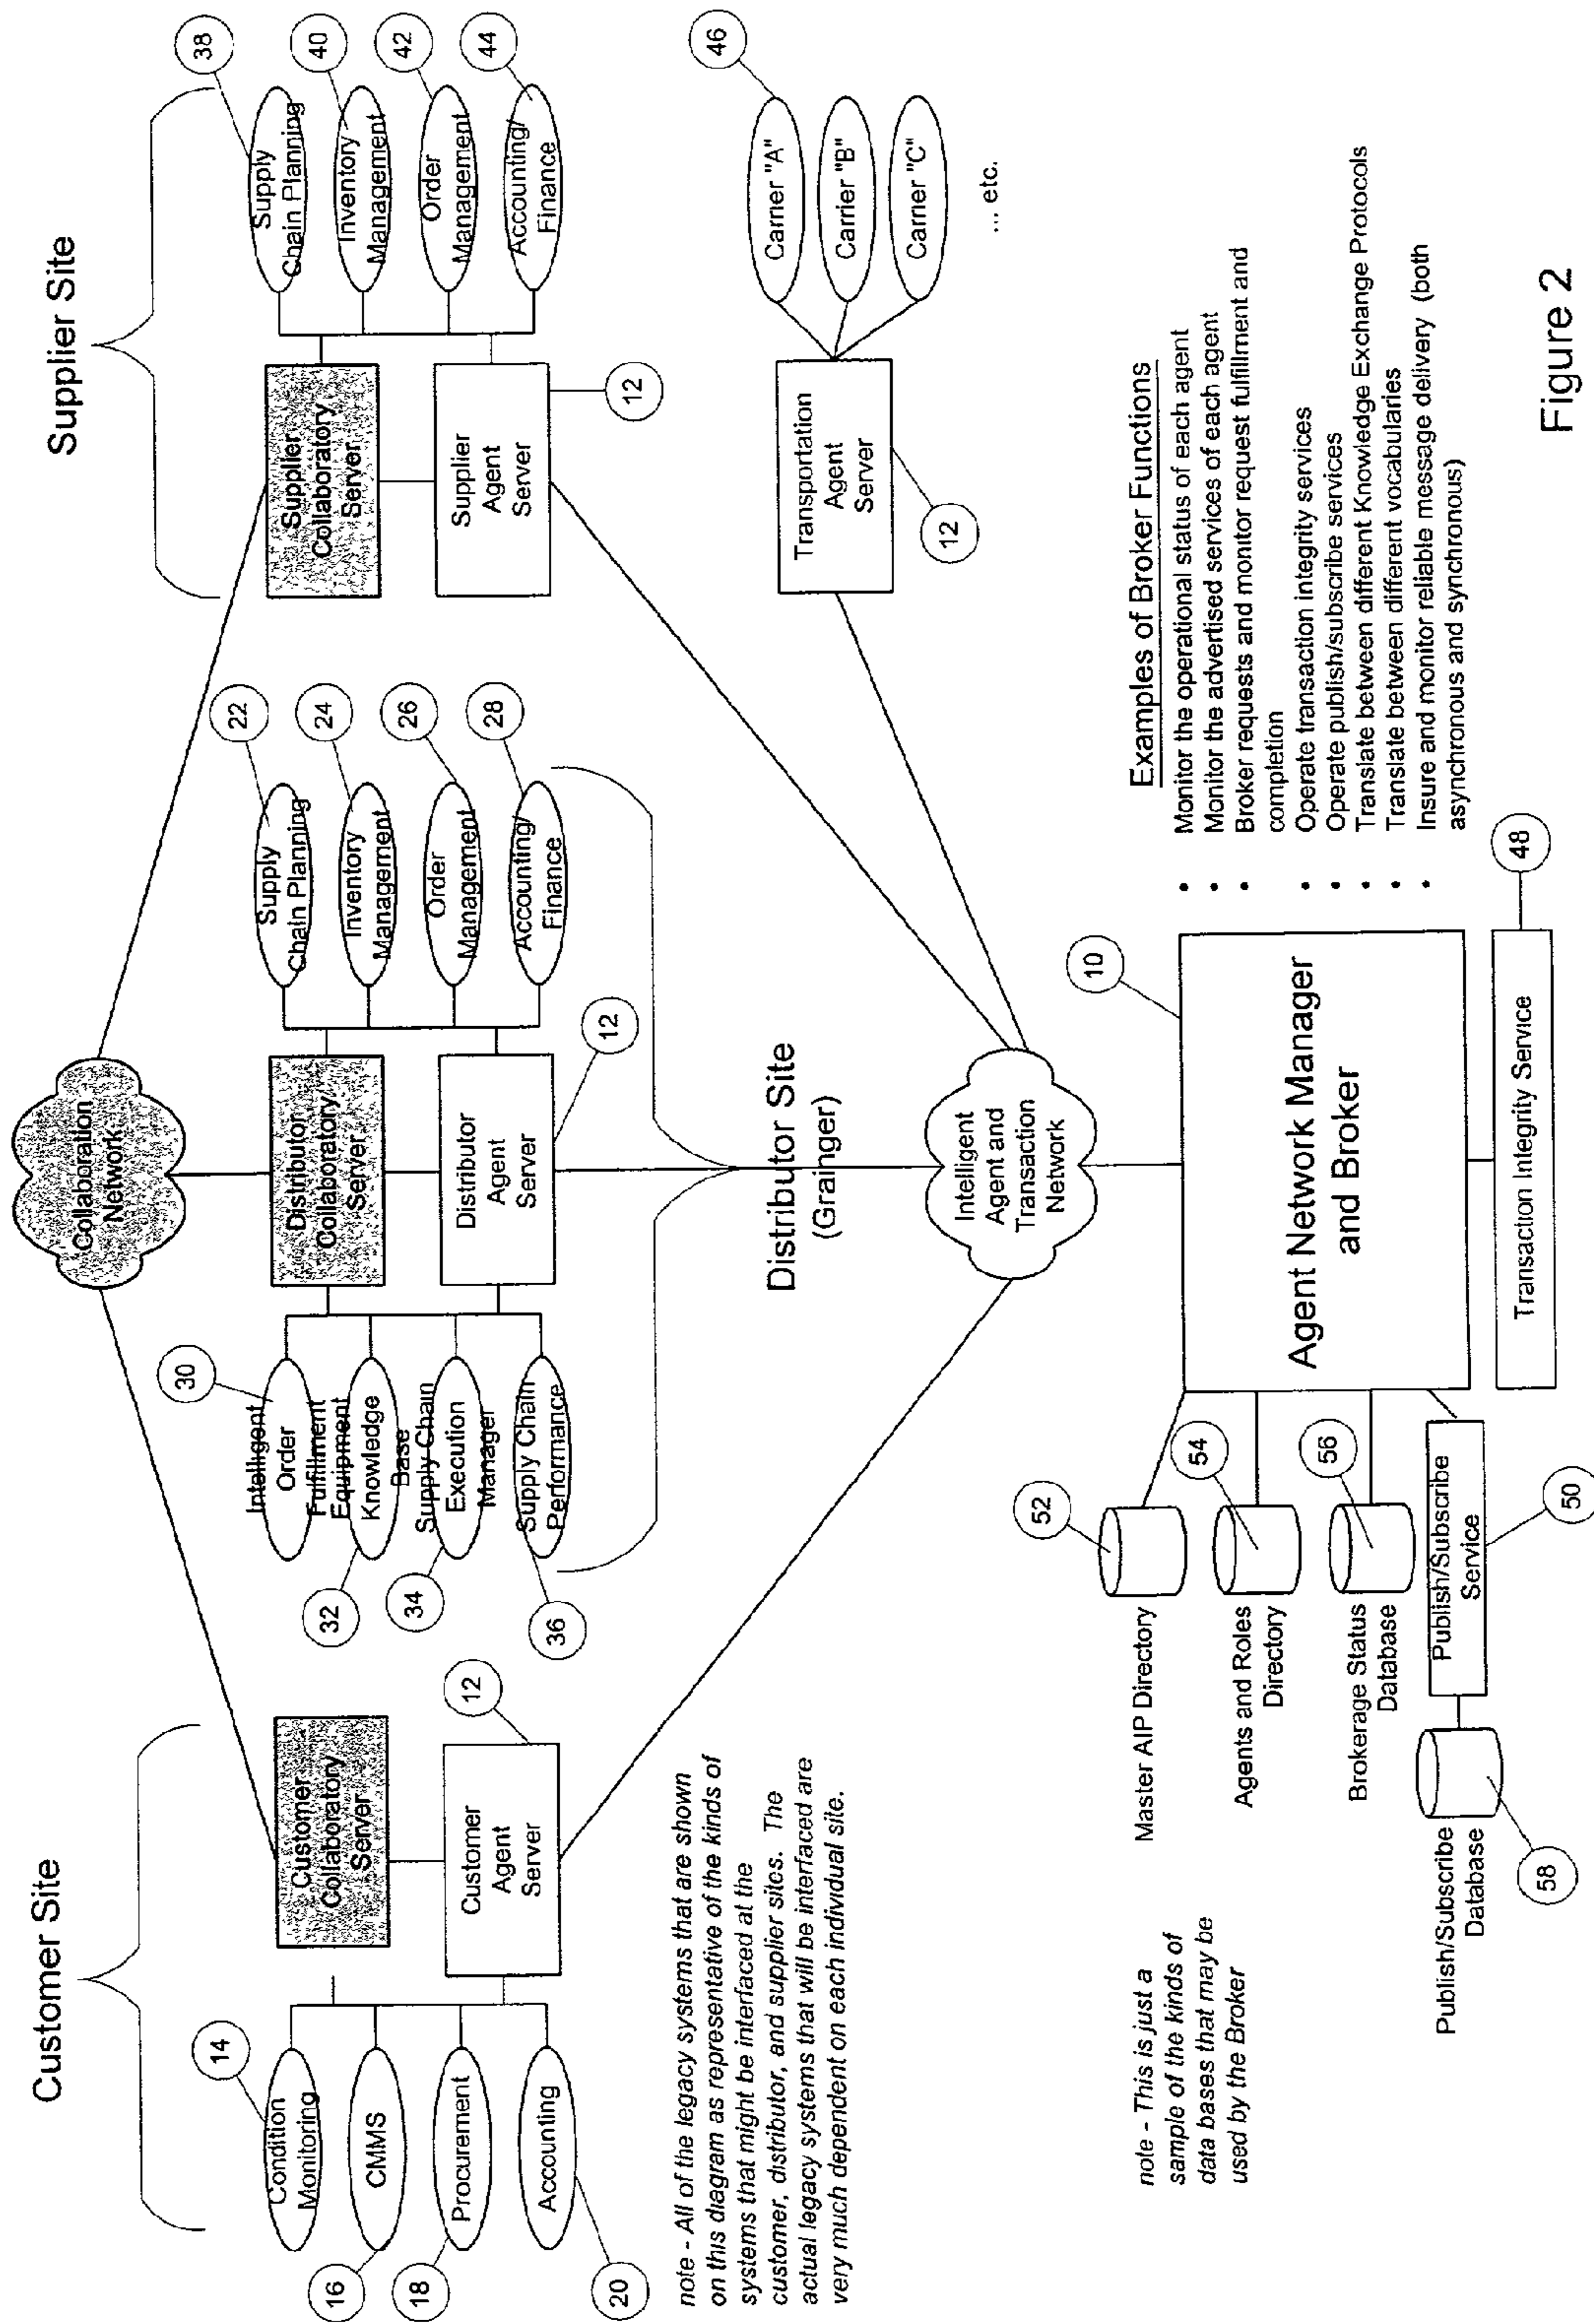 Customer Site
14
Condition
Monitoring
CMMS
16
Procurement
18
Accounting
20
Customer
Collaboratory
Server
Customer
Agent
Server
12
note - All of the legacy systems that are shown
on this diagram as representative of the kinds of
systems that might be interfaced at the
customer, distributor, and supplier sites. The
actual legacy systems that will be interfaced are
very much dependent on each individual site.
Collaboration
Network
30
Intelligent
Order
Fulfillment
Equipment
Knowledge
Base
32
Supply Chain
Execution
Manager
34
Supply Chain
Performance
36
Distributor
Collaboratory
Server
Distributor
Agent
Server
12
Supply
Chain Planning
22
Inventory
Management
24
Order
Management
26
Accounting/
Finance
28
Distributor Site
(Grainger)
Supplier Site
Supplier
Collaboratory
Server
Supplier
Agent
Server
12
Supply
Chain Planning
38
Inventory
Management
40
Order
Management
42
Accounting/
Finance
44
Transportation
Agent
Server
12
Carrier "A"
46
Carrier "B"
Carrier "C"
... etc.
Intelligent
Agent and
Transaction
Network
10
Agent Network Manager
and Broker
Transaction Integrity Service
48
note - This is just a
sample of the kinds of
data bases that may be
used by the Broker
Master AIP Directory
52
Agents and Roles
Directory
54
Brokerage Status
Database
56
Publish/Subscribe
Database
58
Publish/Subscribe
Service
50
Examples of Broker Functions
• Monitor the operational status of each agent
• Monitor the advertised services of each agent
• Broker requests and monitor request fulfillment and
completion
• Operate transaction integrity services
• Operate publish/subscribe services
• Translate between different Knowledge Exchange Protocols
• Translate between different vocabularies
• Insure and monitor reliable message delivery (both
asynchronous and synchronous)
Figure 2